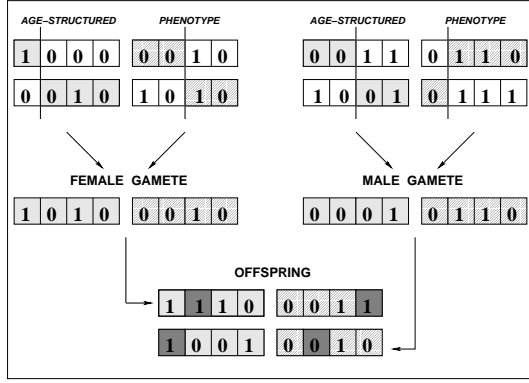 AGE–STRUCTURED PHENOTYPE AGE–STRUCTURED PHENOTYPE
1 0 0 0 0 0 1 0 0 0 1 1 0 1 1 0
0 0 1 0 1 0 1 0 1 0 0 1 0 1 1 1
FEMALE GAMETE MALE GAMETE
1 0 1 0 0 0 1 0 0 0 0 1 0 1 1 0
OFFSPRING
1 1 1 0 0 0 1 1
1 0 0 1 0 0 1 0